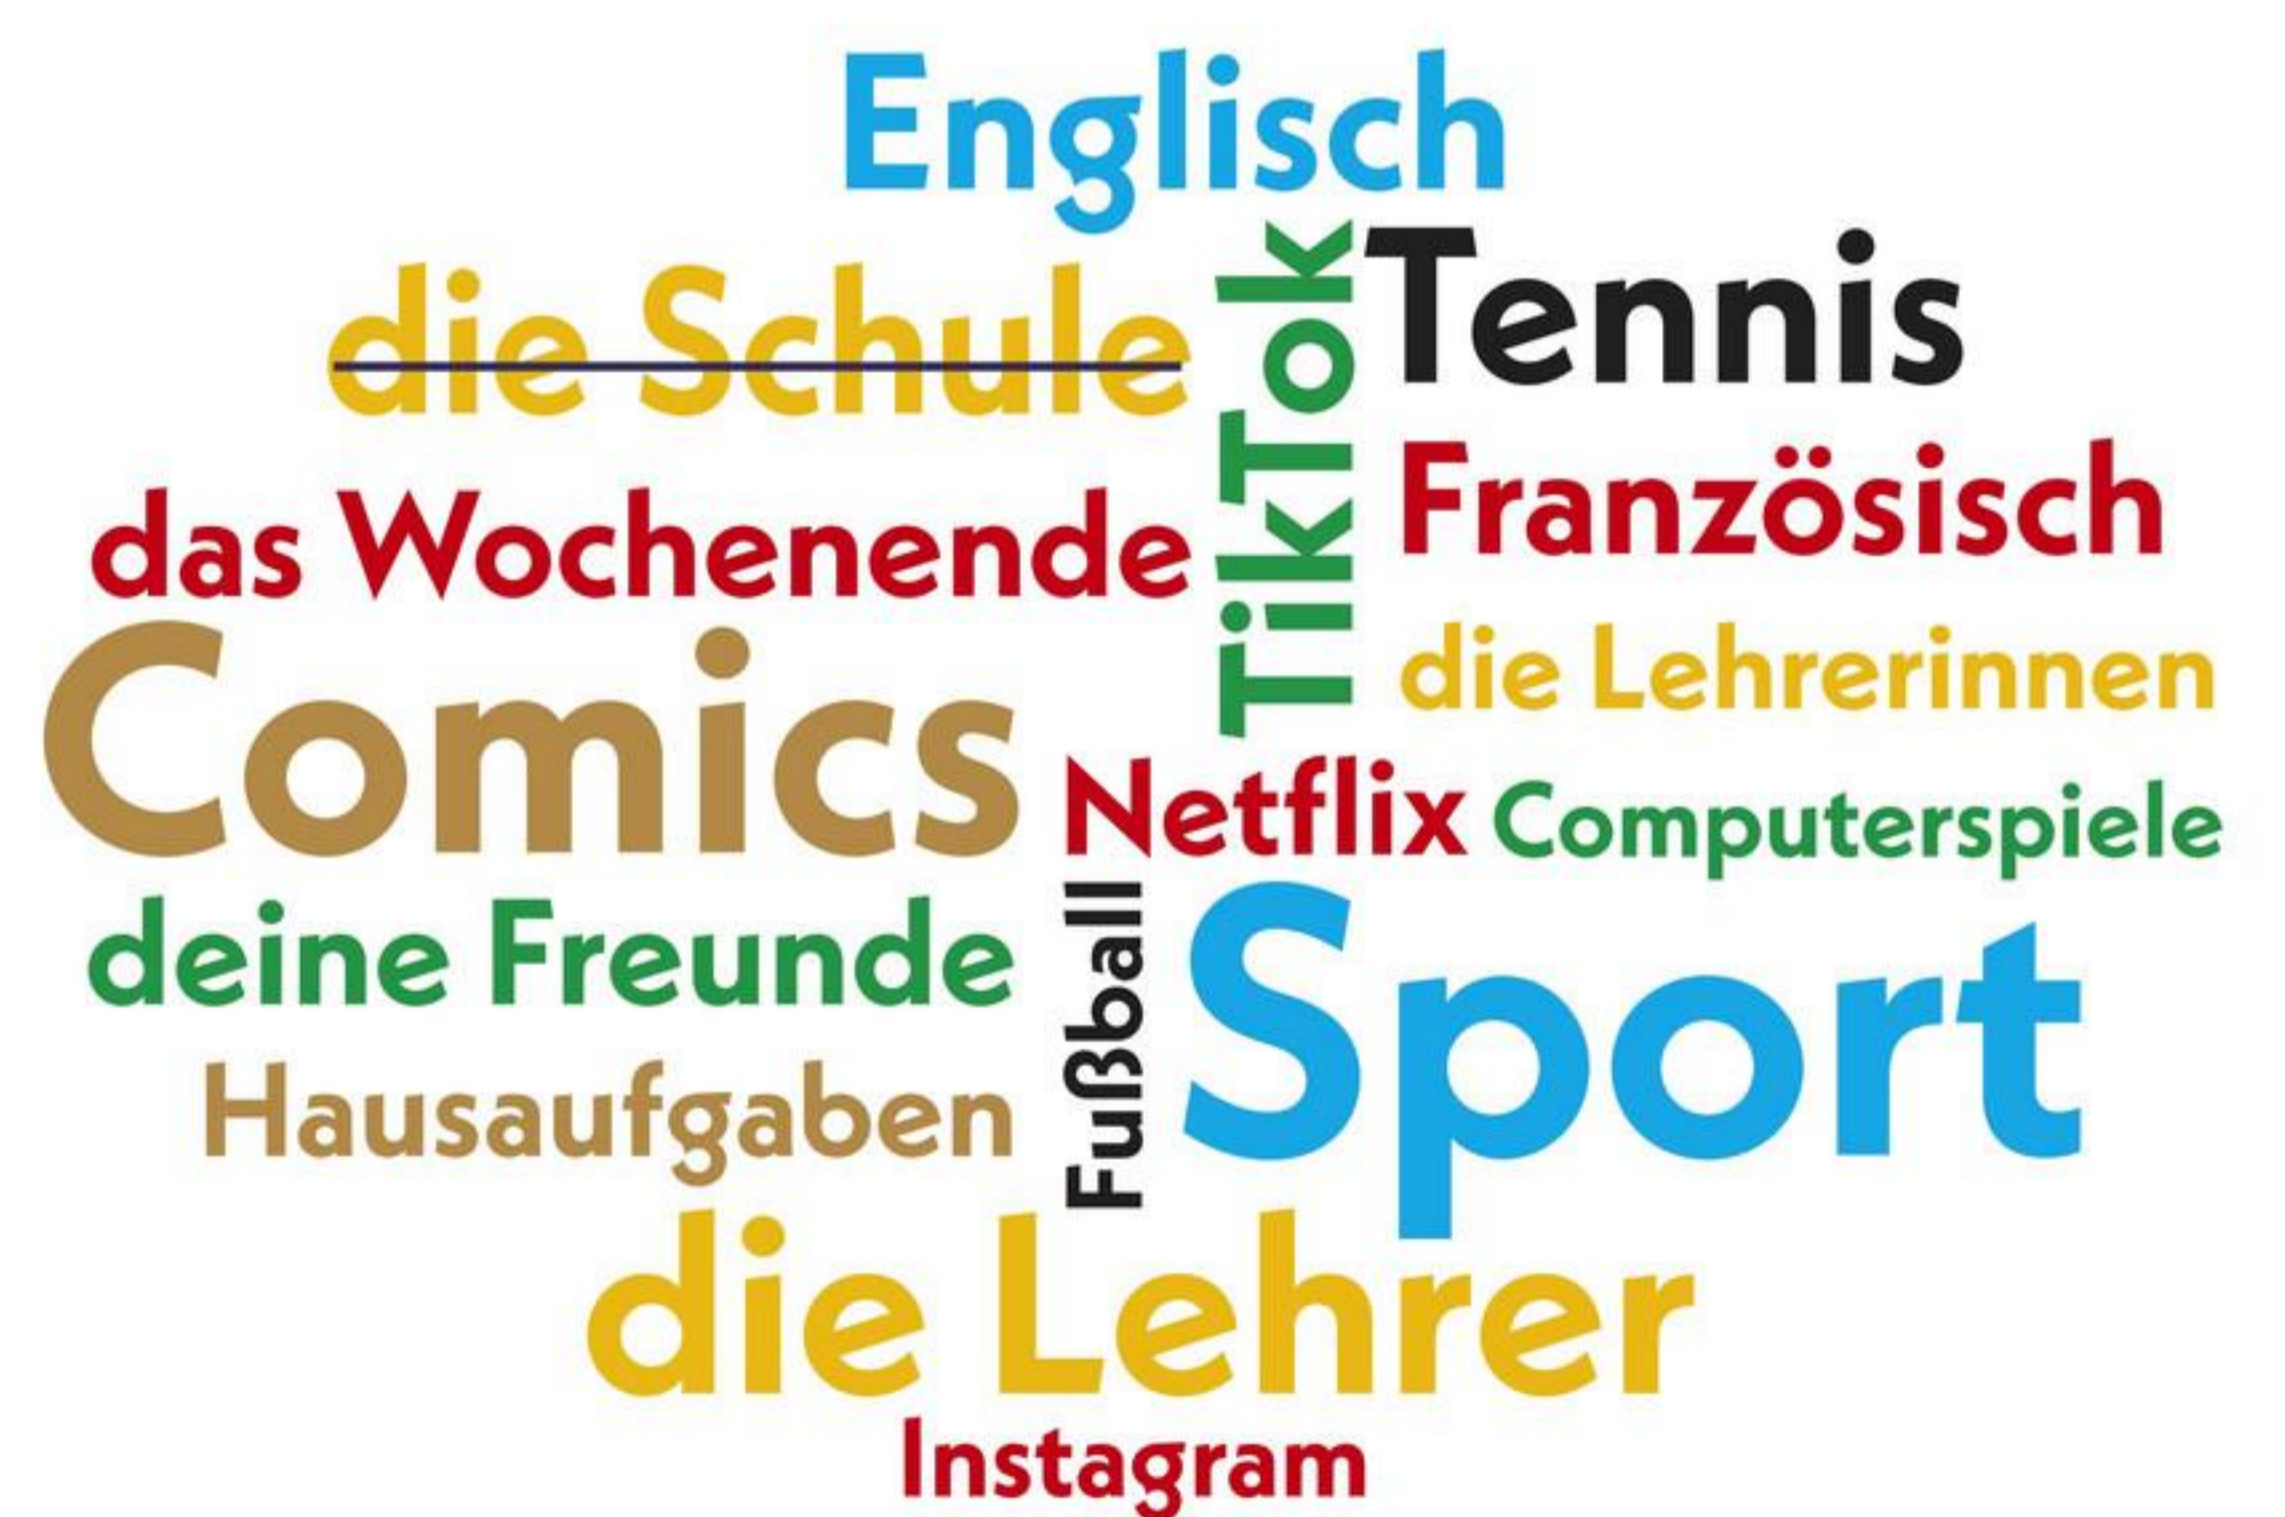 Englisch
die Schule
TikTok
Tennis
das Wochenende
Französisch
Comics
die Lehrerinnen
Netflix
Computerspiele
deine Freunde
Fußball
Sport
Hausaufgaben
die Lehrer
Instagram